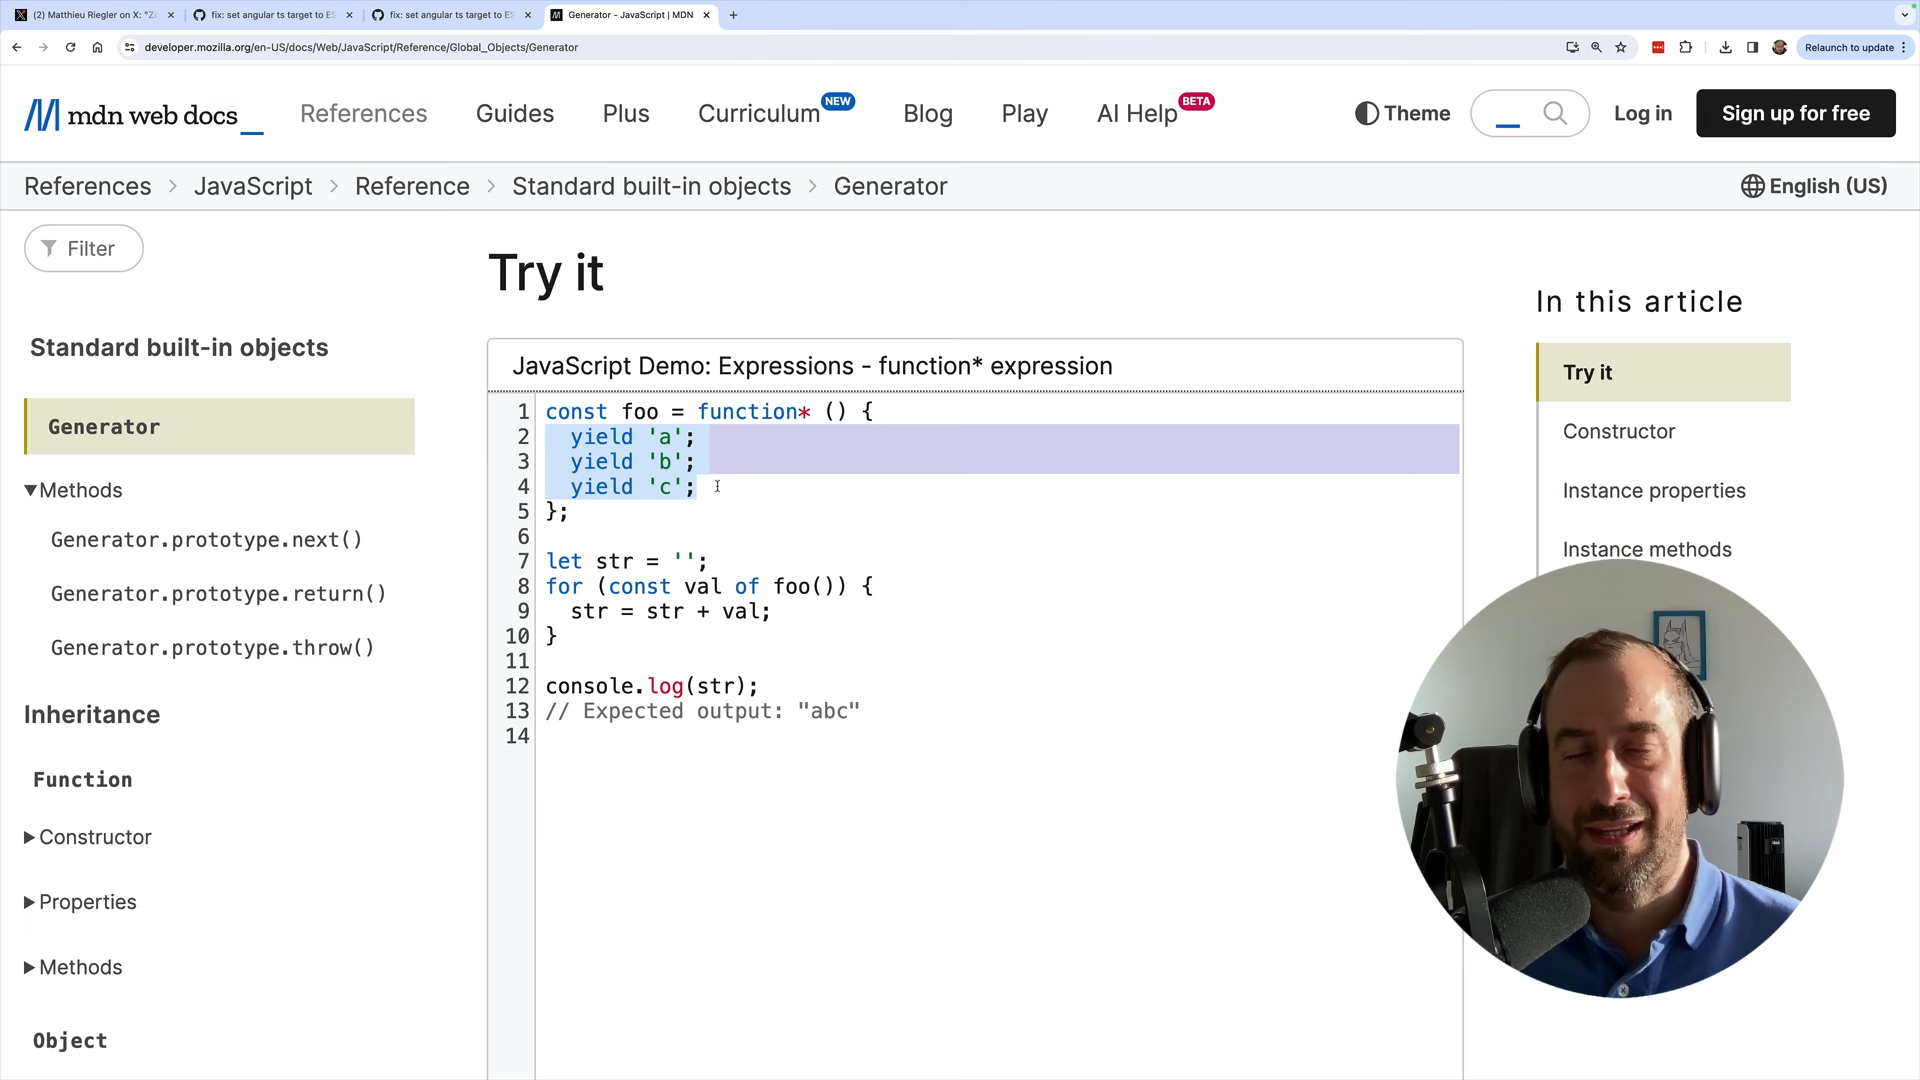 (2) Matthieu Riegler on X: "Zo
fix: set angular ts target to ES
fix: set angular ts target to ES
Generator - JavaScript | MDN
developer.mozilla.org/en-US/docs/Web/JavaScript/Reference/Global_Objects/Generator
Relaunch to update
mdn web docs_
References
Guides
Plus
Curriculum NEW
Blog
Play
AI Help BETA
Theme
Log in
Sign up for free
References > JavaScript > Reference > Standard built-in objects > Generator
English (US)
Filter
Standard built-in objects
Generator
Methods
Generator.prototype.next()
Generator.prototype.return()
Generator.prototype.throw()
Inheritance
Function
Constructor
Properties
Methods
Object
Try it
JavaScript Demo: Expressions - function* expression
1 const foo = function* () {
2 yield 'a';
3 yield 'b';
4 yield 'c';
5 };
6
7 let str = '';
8 for (const val of foo()) {
9 str = str + val;
10 }
11
12 console.log(str);
13 // Expected output: "abc"
14
In this article
Try it
Constructor
Instance properties
Instance methods